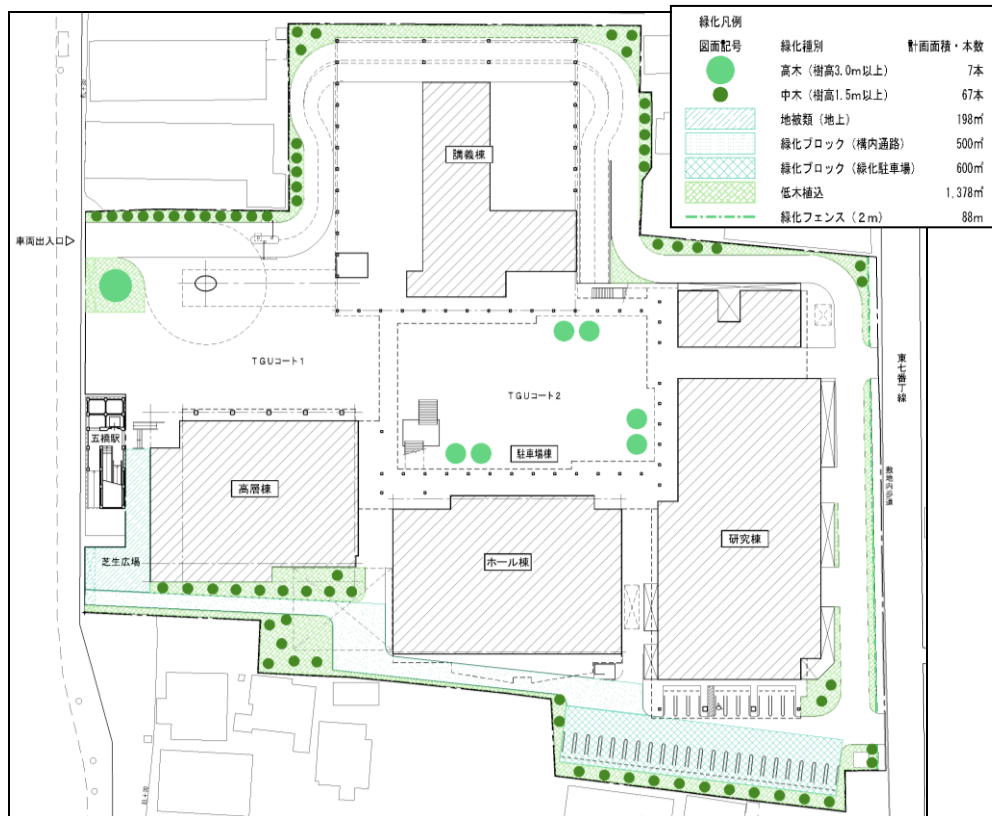 緑化凡例
図面記号 緑化種別 計画面積・本数
高木（樹高3.0m以上） 7本
中木（樹高1.5m以上） 67本
地被類（地上） 198㎡
緑化ブロック（構内通路） 500㎡
緑化ブロック（緑化駐車場） 600㎡
低木植込 1,378㎡
緑化フェンス（2m） 88m
講義棟
車両出入口
TGUコート1
TGUコート2
東七番丁線
五橋駅
駐車場棟
高層棟
敷地内歩道
研究棟
ホール棟
芝生広場